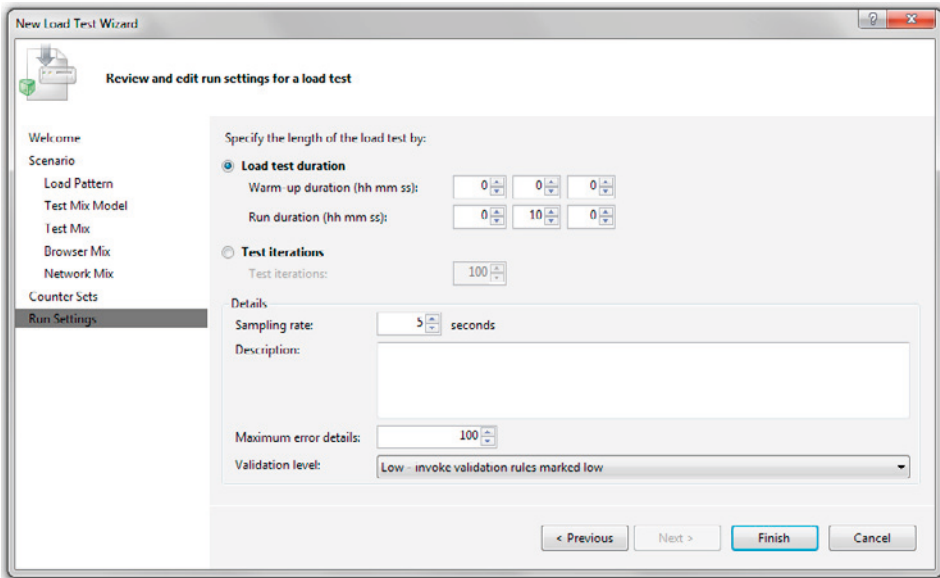 New Load Test Wizard
Review and edit run settings for a load test
Welcome
Scenario
Load Pattern
Test Mix Model
Test Mix
Browser Mix
Network Mix
Counter Sets
Run Settings
Specify the length of the load test by:
Load test duration
Warm-up duration (hh mm ss): 0 0 0
Run duration (hh mm ss): 0 10 0
Test iterations
Test iterations: 100
Details
Sampling rate: 5 seconds
Description:
Maximum error details: 100
Validation level: Low - invoke validation rules marked low
< Previous Next > Finish Cancel